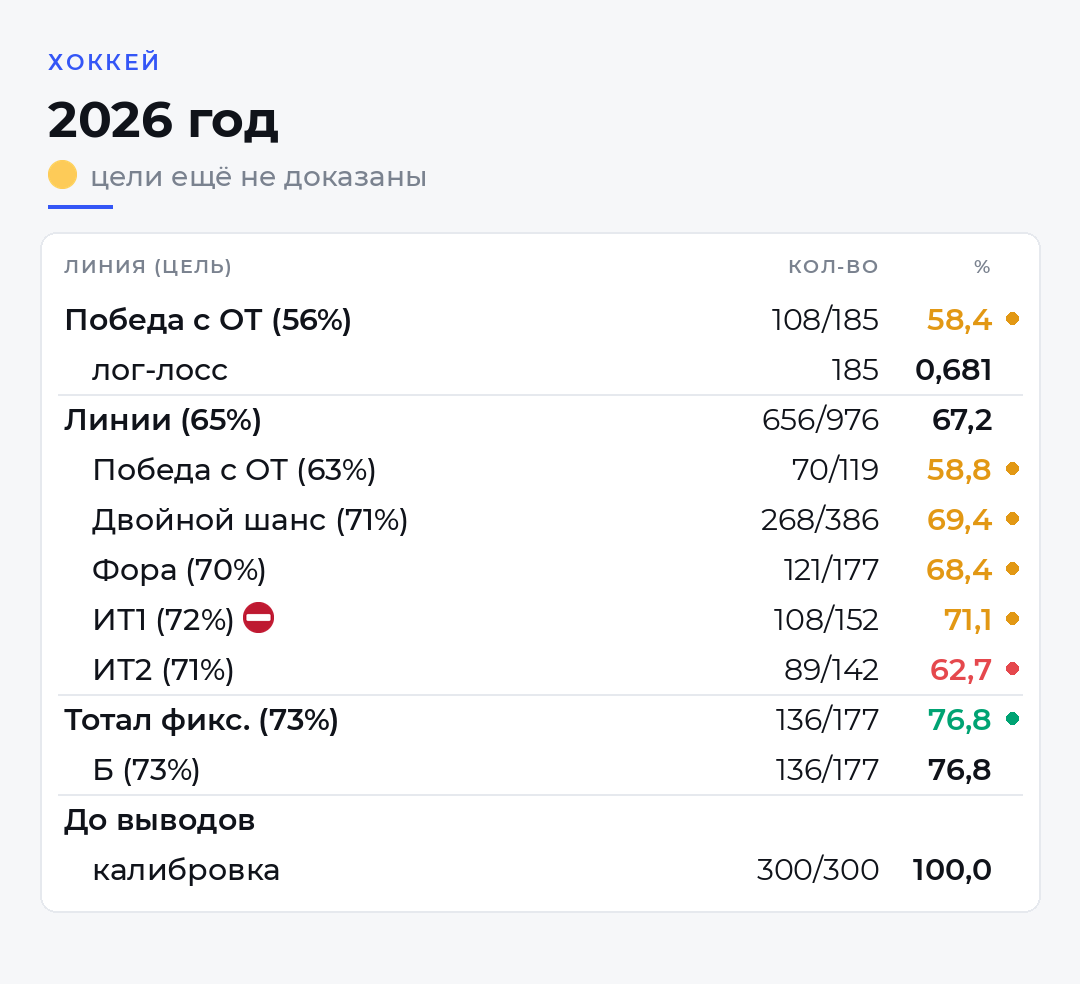 ХОККЕЙ
2026 год
цели ещё не доказаны
ЛИНИЯ (ЦЕЛЬ) КОЛ-ВО %
Победа с ОТ (56%) 108/185 58,4
лог-лосс 185 0,681
Линии (65%) 656/976 67,2
Победа с ОТ (63%) 70/119 58,8
Двойной шанс (71%) 268/386 69,4
Фора (70%) 121/177 68,4
ИТ1 (72%) 108/152 71,1
ИТ2 (71%) 89/142 62,7
Тотал фикс. (73%) 136/177 76,8
Б (73%) 136/177 76,8
До выводов
калибровка 300/300 100,0